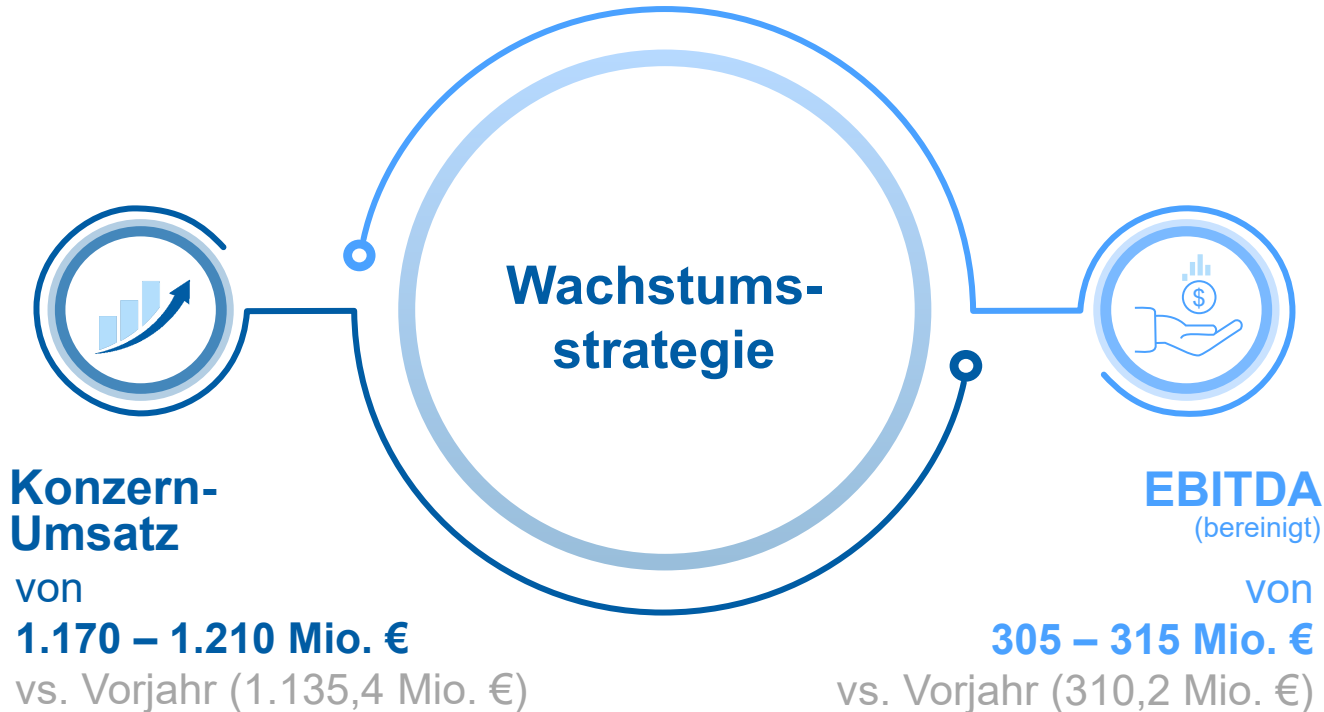 Wachstums-
strategie
$
Konzern-
Umsatz
von
1.170 – 1.210 Mio. €
vs. Vorjahr (1.135,4 Mio. €)
EBITDA
(bereinigt)
von
305 – 315 Mio. €
vs. Vorjahr (310,2 Mio. €)